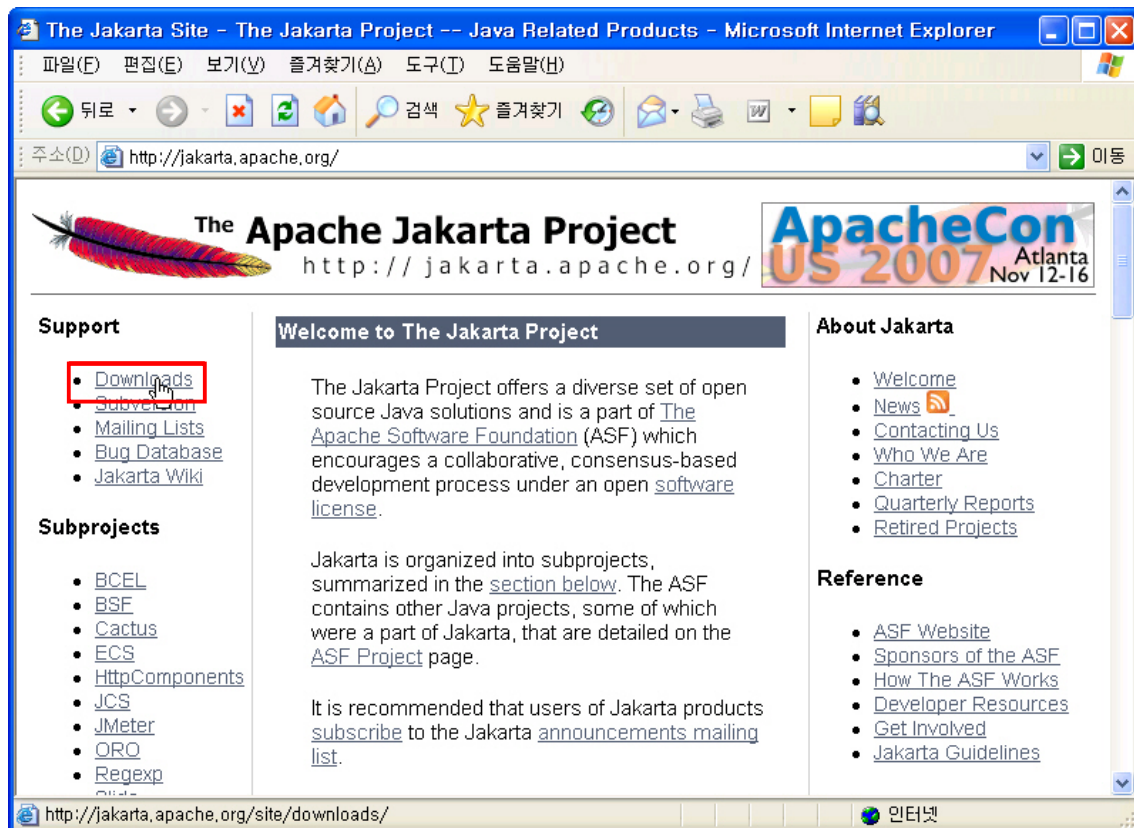 The Jakarta Site - The Jakarta Project -- Java Related Products - Microsoft Internet Explorer
파일(F) 편집(E) 보기(V) 즐겨찾기(A) 도구(T) 도움말(H)
뒤로 검색 즐겨찾기
주소(D) http://jakarta.apache.org/ 이동
The Apache Jakarta Project
http://jakarta.apache.org/
ApacheCon
US 2007 Atlanta
Nov 12-16
Support
Downloads
Subversion
Mailing Lists
Bug Database
Jakarta Wiki
Subprojects
BCEL
BSF
Cactus
ECS
HttpComponents
JCS
JMeter
ORO
Regexp
Welcome to The Jakarta Project
The Jakarta Project offers a diverse set of open
source Java solutions and is a part of The
Apache Software Foundation (ASF) which
encourages a collaborative, consensus-based
development process under an open software
license.
Jakarta is organized into subprojects,
summarized in the section below. The ASF
contains other Java projects, some of which
were a part of Jakarta, that are detailed on the
ASF Project page.
It is recommended that users of Jakarta products
subscribe to the Jakarta announcements mailing
list.
About Jakarta
Welcome
News
Contacting Us
Who We Are
Charter
Quarterly Reports
Retired Projects
Reference
ASF Website
Sponsors of the ASF
How The ASF Works
Developer Resources
Get Involved
Jakarta Guidelines
http://jakarta.apache.org/site/downloads/ 인터넷